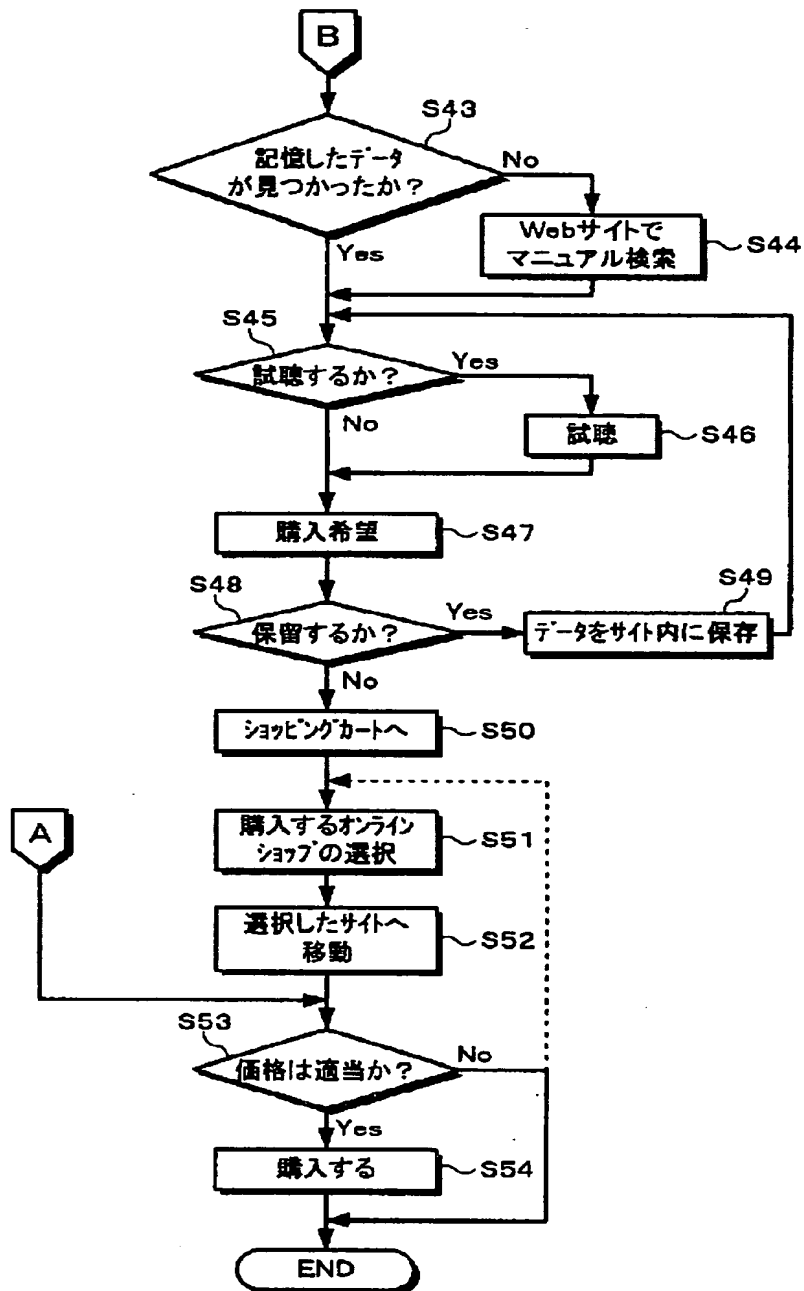 B
S43
記憶したデータ
が見つかったか？
No
Yes
Webサイトで
マニュアル検索
S44
S45
試聴するか？
Yes
No
試聴
S46
購入希望
S47
S48
保留するか？
Yes
No
S49
データをサイト内に保存
ショッピングカートへ
S50
A
購入するオンライン
ショップの選択
S51
選択したサイトへ
移動
S52
S53
価格は適当か？
No
Yes
購入する
S54
END